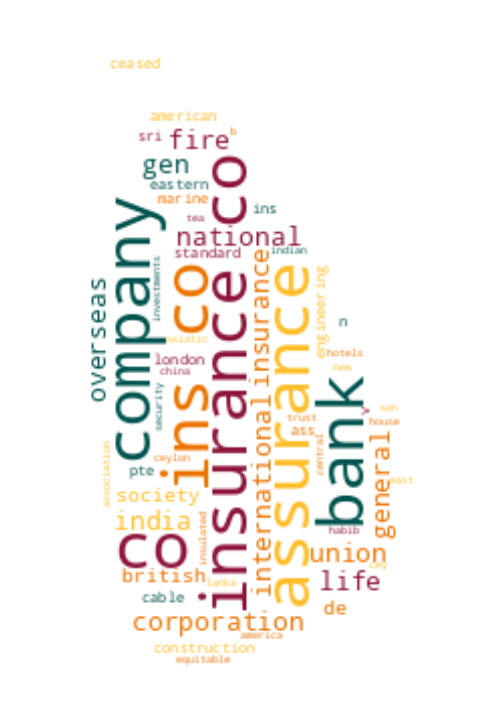 ceased
american
sri
fire
b
gen
co
eastern
marine
ins
tea
national
company
standard
indian
investments
overseas
ins co
insurance
international insurance
assurance
engineering
n
asiatic
london
china
hotels
new
bank
security
v
son
house
trust
ass
central
general
association
ceylon
pte
east
society
india
insulated
habib
co
union
cey
british
lanka
life
cable
de
corporation
america
construction
equitable